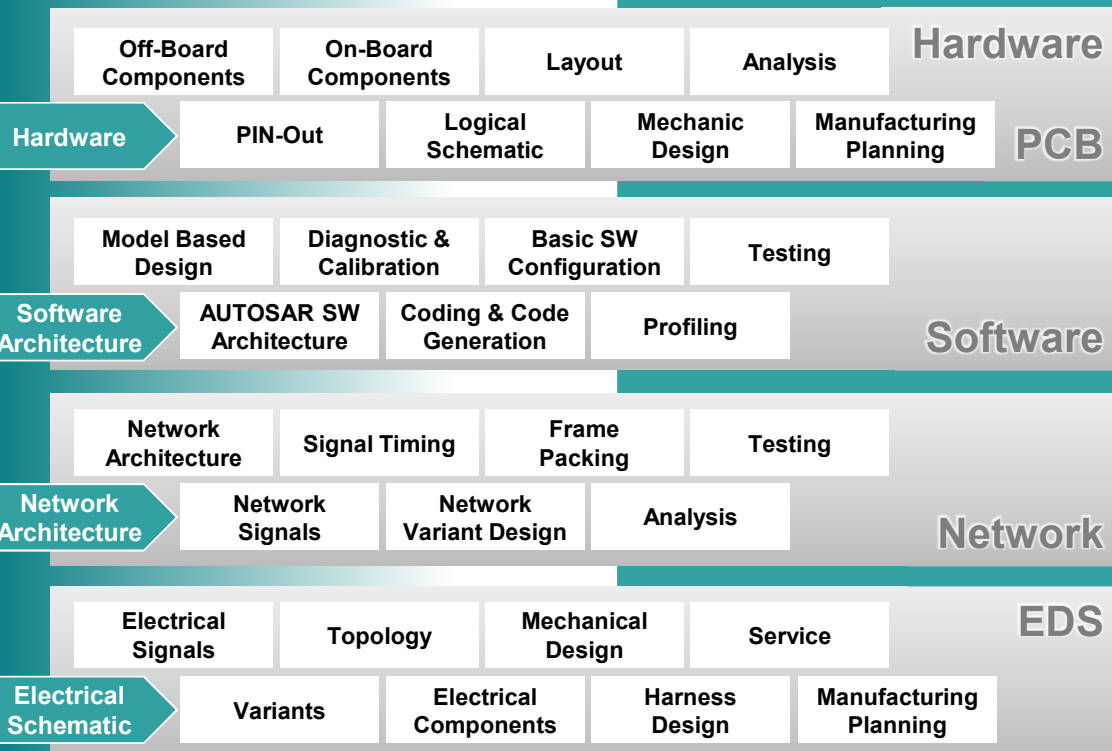 Off-Board
Components
On-Board
Components
Layout
Analysis
Hardware
Hardware
PIN-Out
Logical
Schematic
Mechanic
Design
Manufacturing
Planning
PCB
Model Based
Design
Diagnostic &
Calibration
Basic SW
Configuration
Testing
Software
Architecture
AUTOSAR SW
Architecture
Coding & Code
Generation
Profiling
Software
Network
Architecture
Signal Timing
Frame
Packing
Testing
Network
Architecture
Network
Signals
Network
Variant Design
Analysis
Network
Electrical
Signals
Topology
Mechanical
Design
Service
EDS
Electrical
Schematic
Variants
Electrical
Components
Harness
Design
Manufacturing
Planning